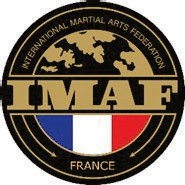 INTERNATIONAL MARTIAL ARTS FEDERATION
IMAF
FRANCE